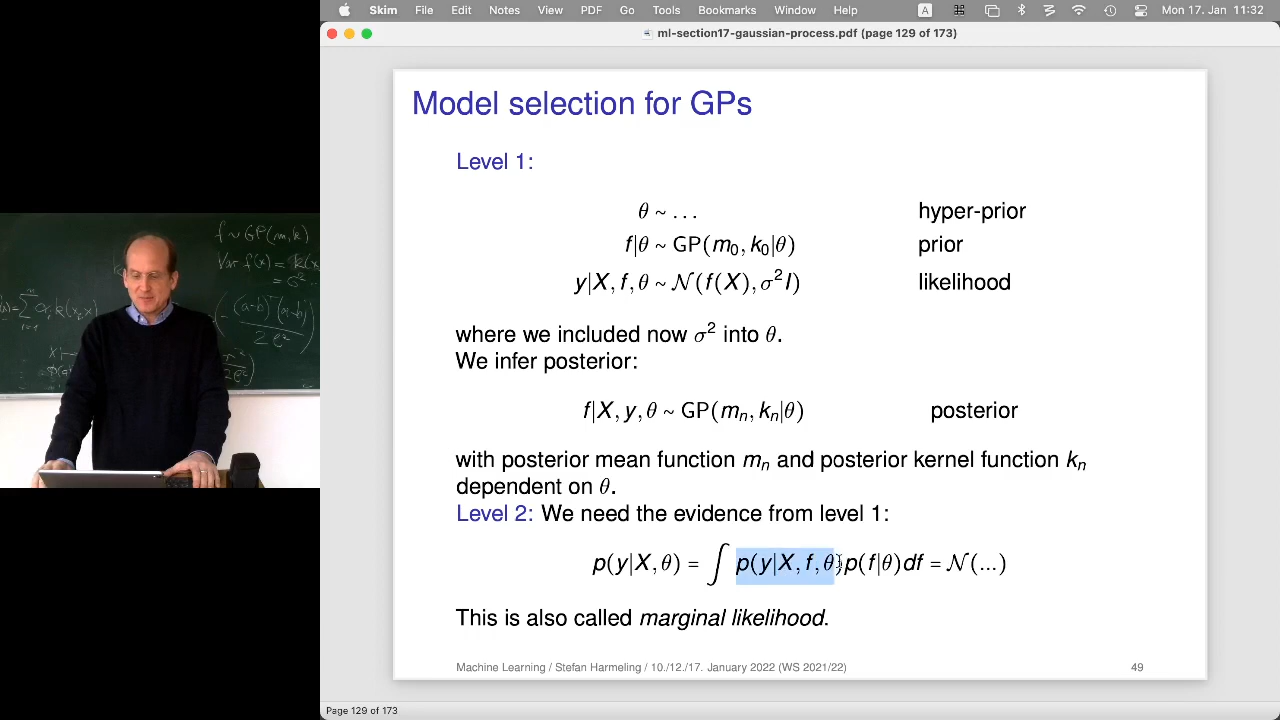 Skim File Edit Notes View PDF Go Tools Bookmarks Window Help A Mon 17. Jan 11:32
ml-section17-gaussian-process.pdf (page 129 of 173)
Model selection for GPs
Level 1:
θ ~ … hyper-prior
f|θ ~ GP(m₀, k₀|θ) prior
y|X, f, θ ~ 𝒩(f(X), σ²I) likelihood
where we included now σ² into θ.
We infer posterior:
f|X, y, θ ~ GP(mₙ, kₙ|θ) posterior
with posterior mean function mₙ and posterior kernel function kₙ
dependent on θ.
Level 2: We need the evidence from level 1:
p(y|X, θ) = ∫ p(y|X, f, θ)p(f|θ)df = 𝒩(...)
This is also called marginal likelihood.
Machine Learning / Stefan Harmeling / 10./12./17. January 2022 (WS 2021/22) 49
Page 129 of 173
f ~ GP(m, k)
Var f(x) = k(x
= σ²